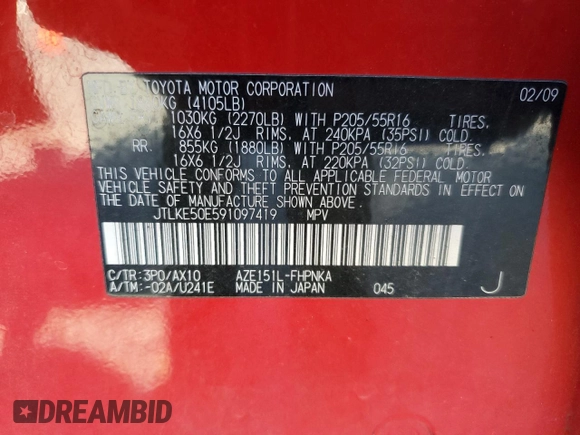 TOYOTA MOTOR CORPORATION 02/09
KG (4105LB)
1030KG (2270LB) WITH P205/55R16 TIRES.
16X6 1/2J RIMS. AT 240KPA (35PSI) COLD.
RR. 855KG (1880LB) WITH P205/55R16 TIRES.
16X6 1/2J RIMS. AT 220KPA (32PSI) COLD.
THIS VEHICLE CONFORMS TO ALL APPLICABLE FEDERAL MOTOR
VEHICLE SAFETY AND THEFT PREVENTION STANDARDS IN EFFECT ON
THE DATE OF MANUFACTURE SHOWN ABOVE.
JTLKE50E591097419 MPV
C/TR:3P0/AX10 AZE151L-FHPNKA
A/TM:-02A/U241E MADE IN JAPAN 045 J
DREAMBID